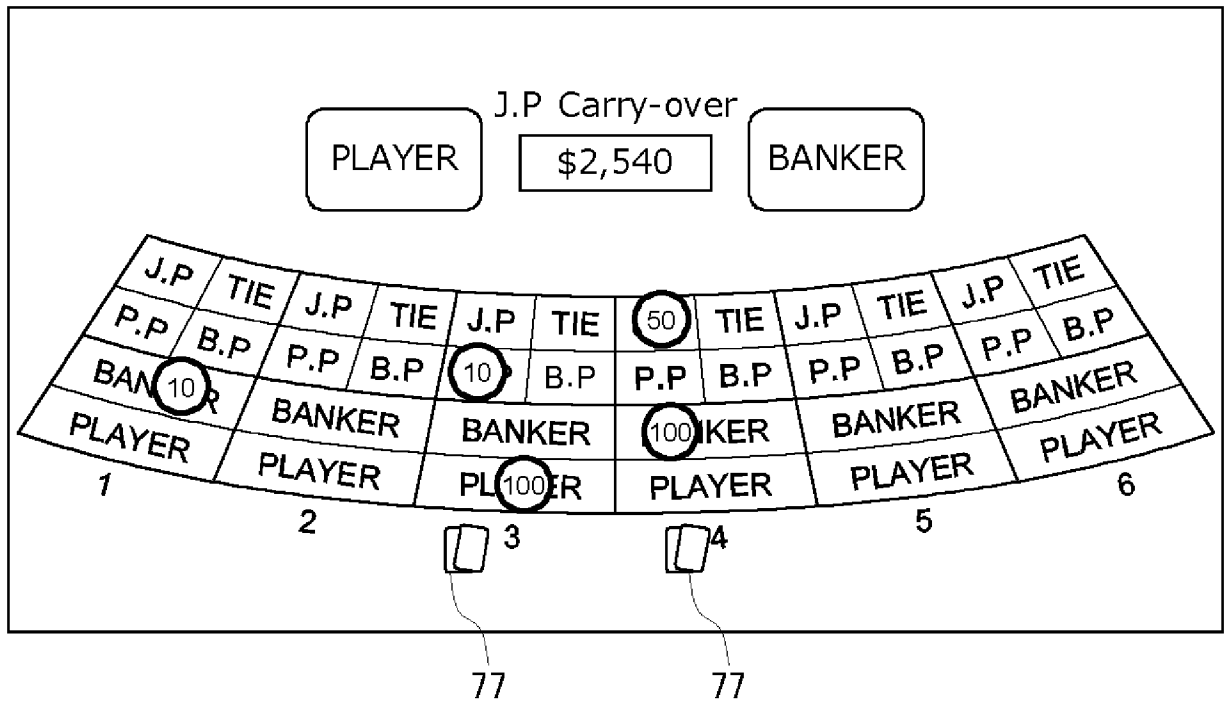 J.P Carry-over
PLAYER $2,540 BANKER
J.P TIE J.P TIE J.P TIE 50 TIE J.P TIE J.P TIE
P.P B.P P.P B.P 10 B.P P.P B.P P.P B.P P.P B.P
BAN 10 R BANKER BANKER 100 KER BANKER BANKER
PLAYER PLAYER PL 100 ER PLAYER PLAYER PLAYER
1 2 3 4 5 6
77 77